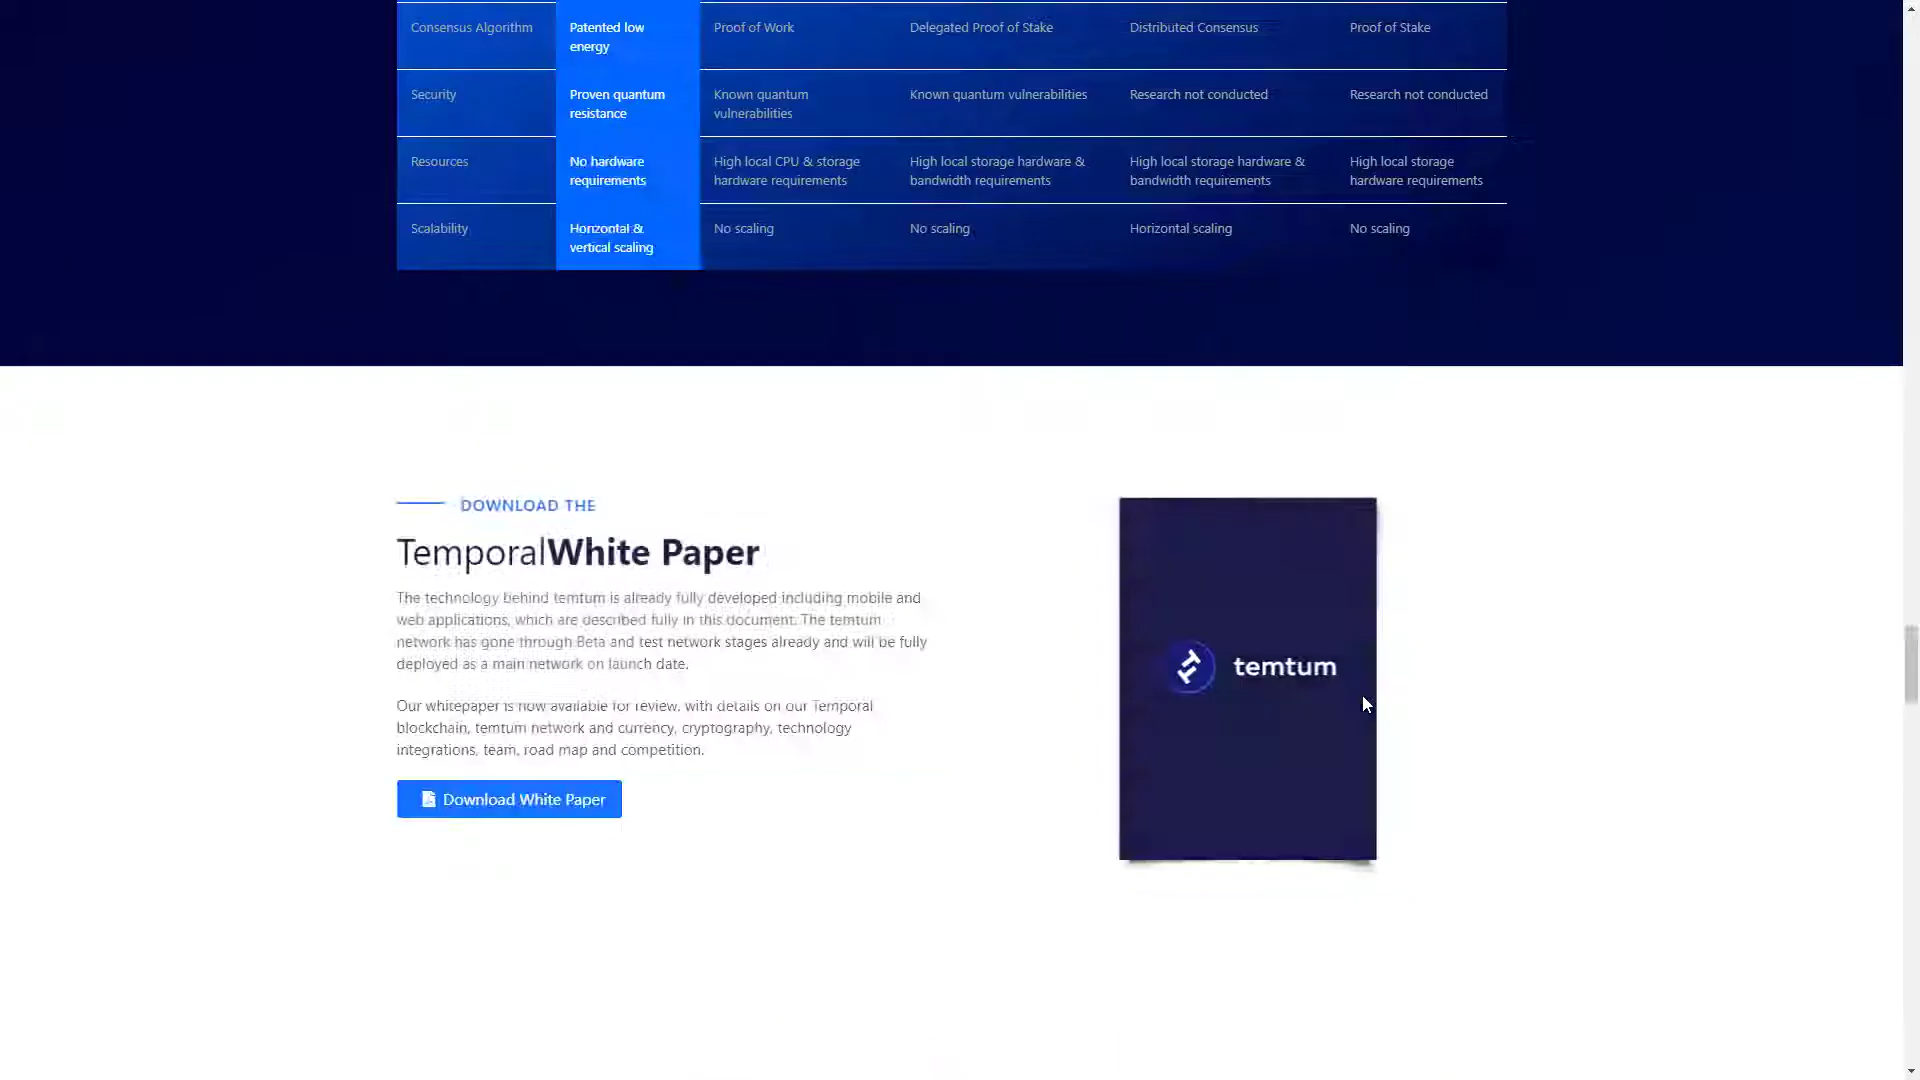 Consensus Algorithm Patented low energy Proof of Work Delegated Proof of Stake Distributed Consensus Proof of Stake
Security Proven quantum resistance Known quantum vulnerabilities Known quantum vulnerabilities Research not conducted Research not conducted
Resources No hardware requirements High local CPU & storage hardware requirements High local storage hardware & bandwidth requirements High local storage hardware & bandwidth requirements High local storage hardware requirements
Scalability Horizontal & vertical scaling No scaling No scaling Horizontal scaling No scaling
DOWNLOAD THE
TemporalWhite Paper
The technology behind temtum is already fully developed including mobile and
web applications, which are described fully in this document. The temtum
network has gone through Beta and test network stages already and will be fully
deployed as a main network on launch date.
Our whitepaper is now available for review, with details on our Temporal
blockchain, temtum network and currency, cryptography, technology
integrations, team, road map and competition.
Download White Paper
temtum